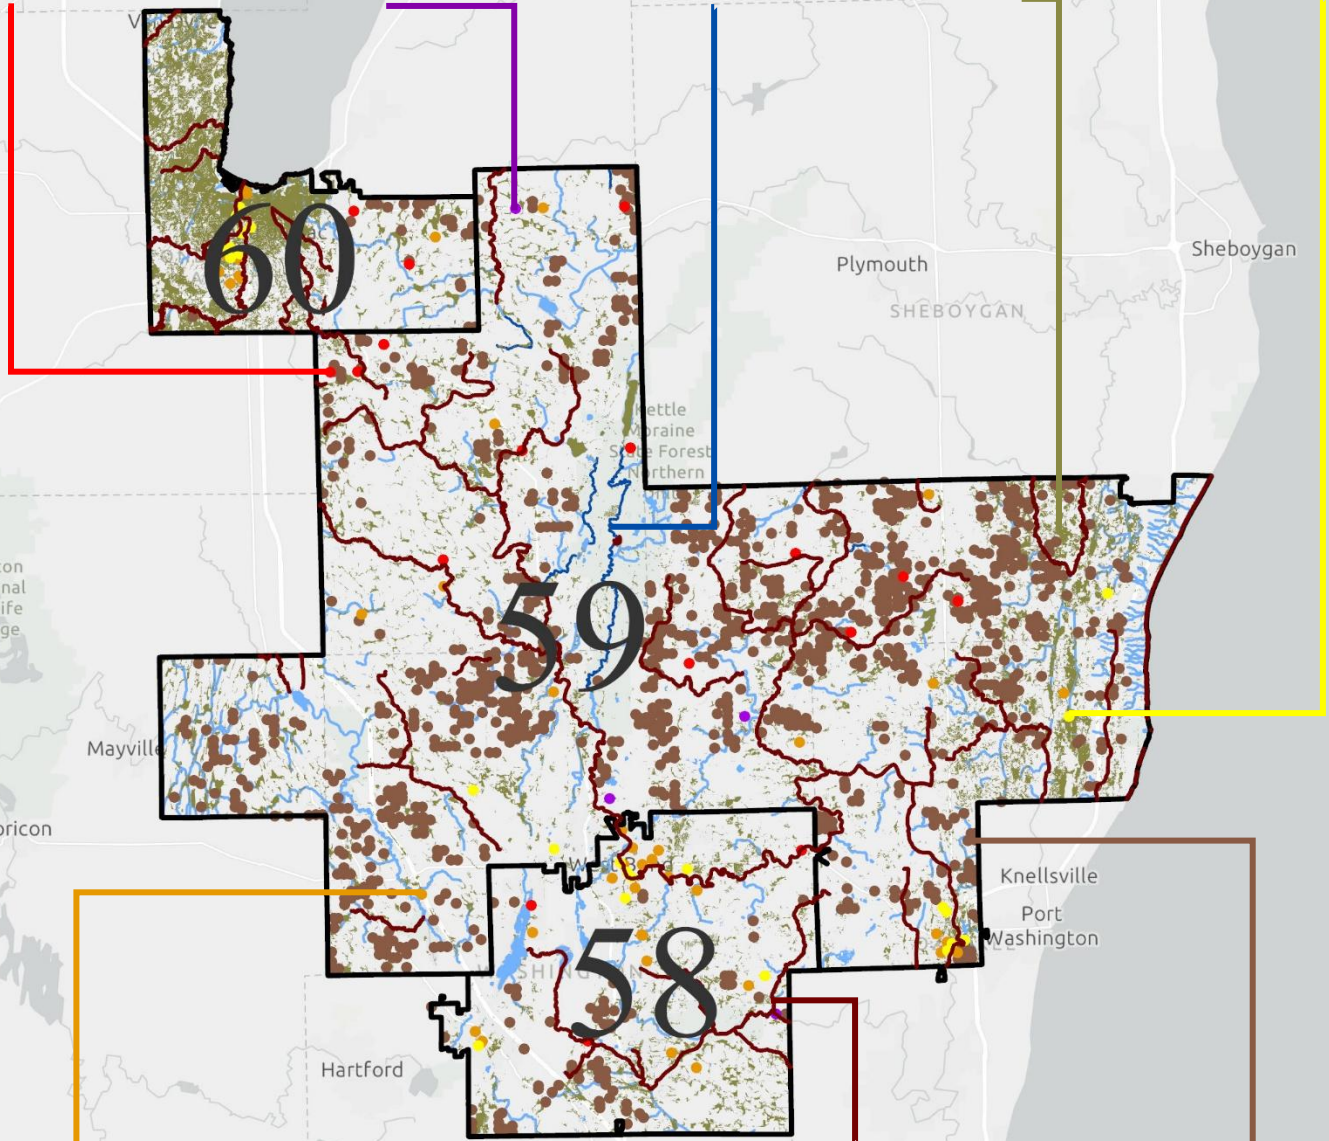 60
Sheboygan
Plymouth
SHEBOYGAN
Kettle
Moraine
State Forest
Northern
59
Mayville
Knellsville
Port
Washington
58
Hartford